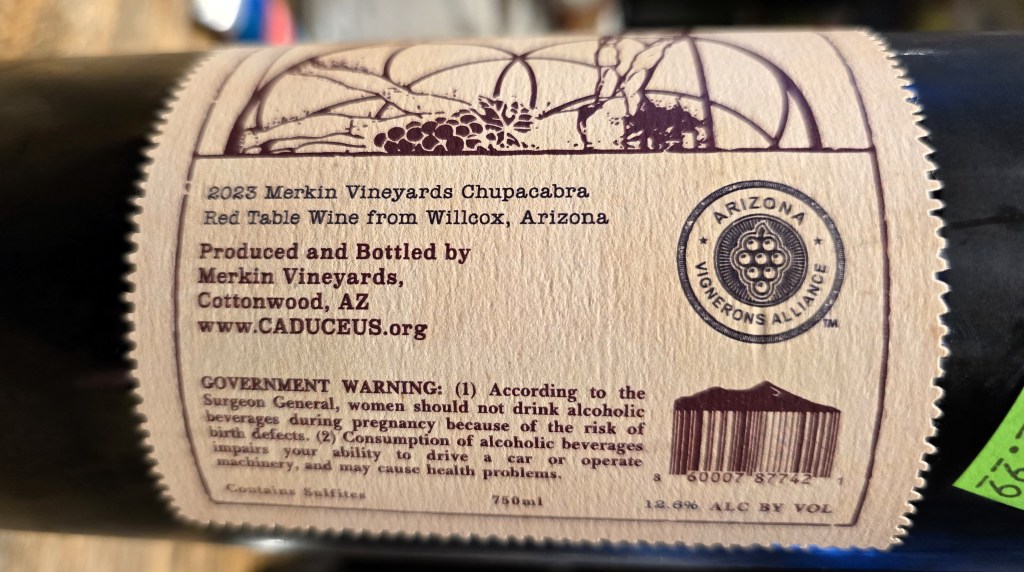 2023 Merkin Vineyards Chupacabra
Red Table Wine from Willcox, Arizona
Produced and Bottled by
Merkin Vineyards,
Cottonwood, AZ
www.CADUCEUS.org
ARIZONA
VIGNERONS ALLIANCE
TM
GOVERNMENT WARNING: (1) According to the
Surgeon General, women should not drink alcoholic
beverages during pregnancy because of the risk of
birth defects. (2) Consumption of alcoholic beverages
impairs your ability to drive a car or operate
machinery, and may cause health problems.
8 60007 87742 1
Contains Sulfites
750ml
12.6% ALC BY VOL